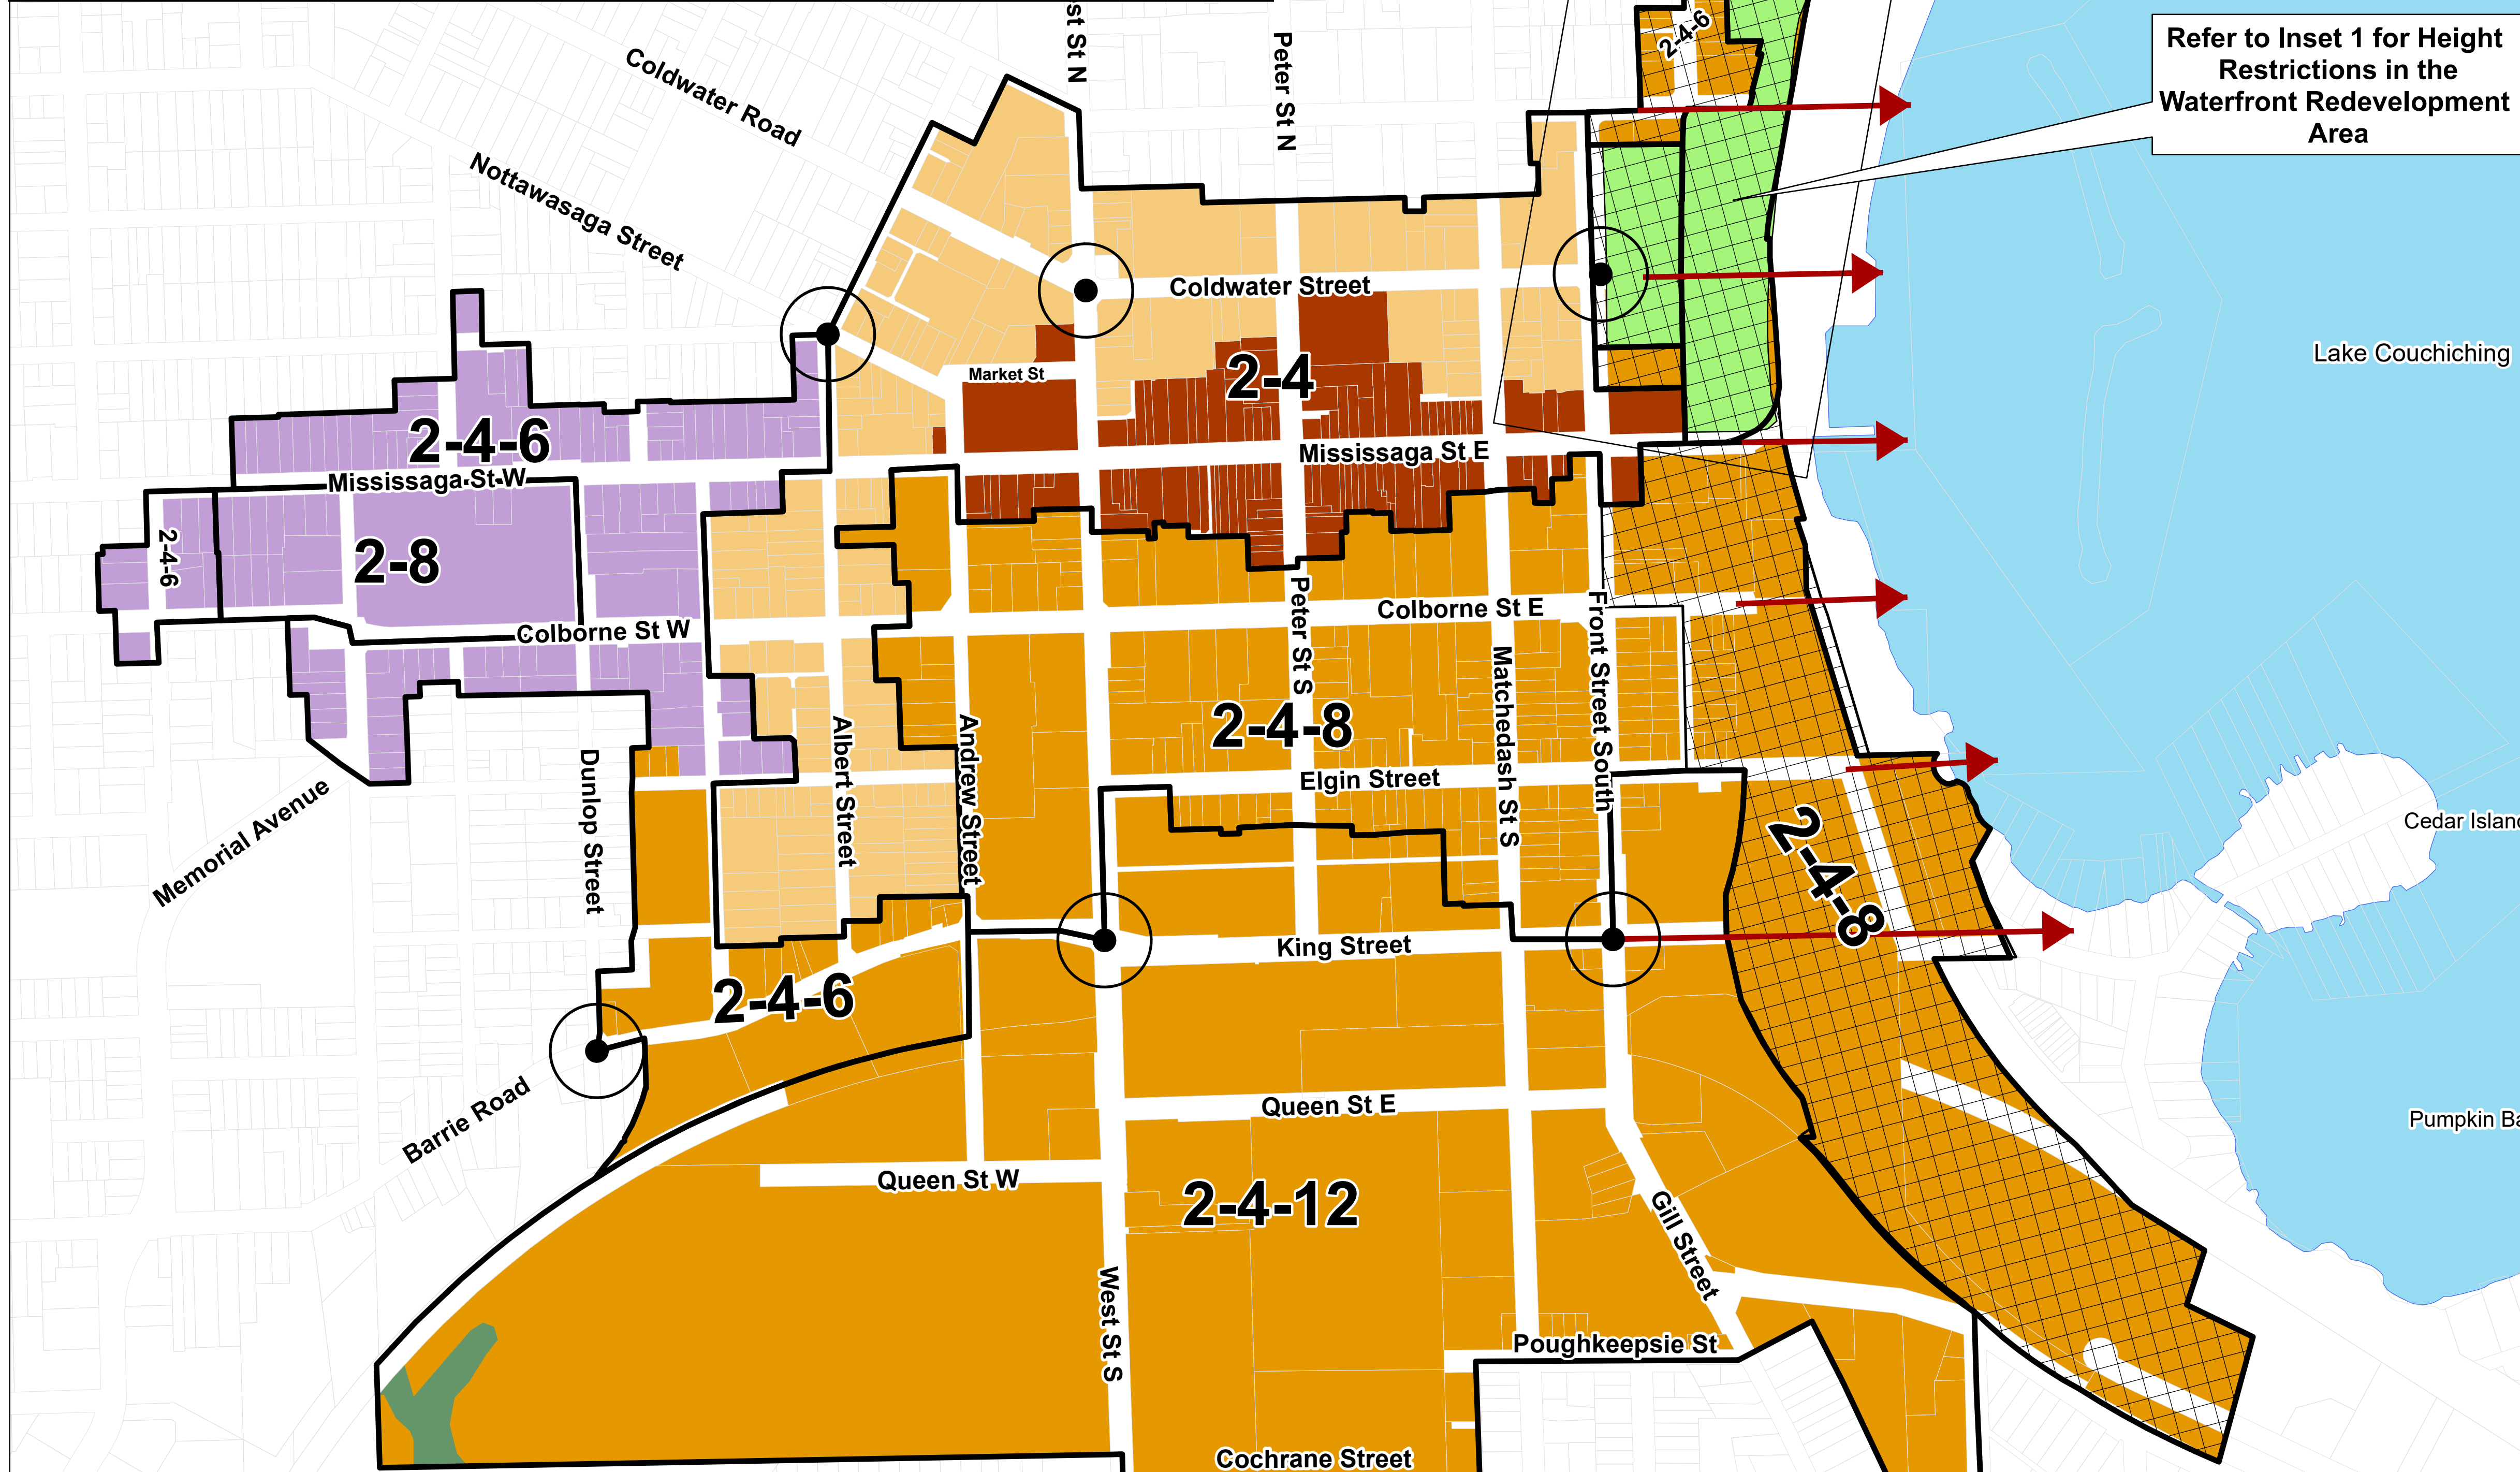 st St N
Peter St N
2-4-6
Refer to Inset 1 for Height
Restrictions in the
Waterfront Redevelopment
Area
Coldwater Road
Nottawasaga Street
Coldwater Street
Lake Couchiching
Market St
2-4
2-4-6
Mississaga St E
Mississaga St W
2-4-6
2-8
Colborne St E
Colborne St W
Peter St S
Front Street South
Matchedash St S
2-4-8
Albert Street
Andrew Street
Dunlop Street
Elgin Street
Memorial Avenue
2-4-8
Cedar Island
King Street
2-4-6
Barrie Road
Queen St E
Pumpkin Ba
Queen St W
2-4-12
Gill Street
West St S
Poughkeepsie St
Cochrane Street